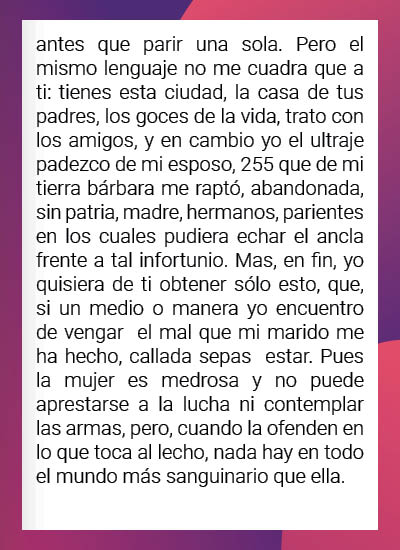 antes que parir una sola. Pero el
mismo lenguaje no me cuadra que a
ti: tienes esta ciudad, la casa de tus
padres, los goces de la vida, trato con
los amigos, y en cambio yo el ultraje
padezco de mi esposo, 255 que de mi
tierra bárbara me raptó, abandonada,
sin patria, madre, hermanos, parientes
en los cuales pudiera echar el ancla
frente a tal infortunio. Mas, en fin, yo
quisiera de ti obtener sólo esto, que,
si un medio o manera yo encuentro
de vengar el mal que mi marido me
ha hecho, callada sepas estar. Pues
la mujer es medrosa y no puede
aprestarse a la lucha ni contemplar
las armas, pero, cuando la ofenden en
lo que toca al lecho, nada hay en todo
el mundo más sanguinario que ella.